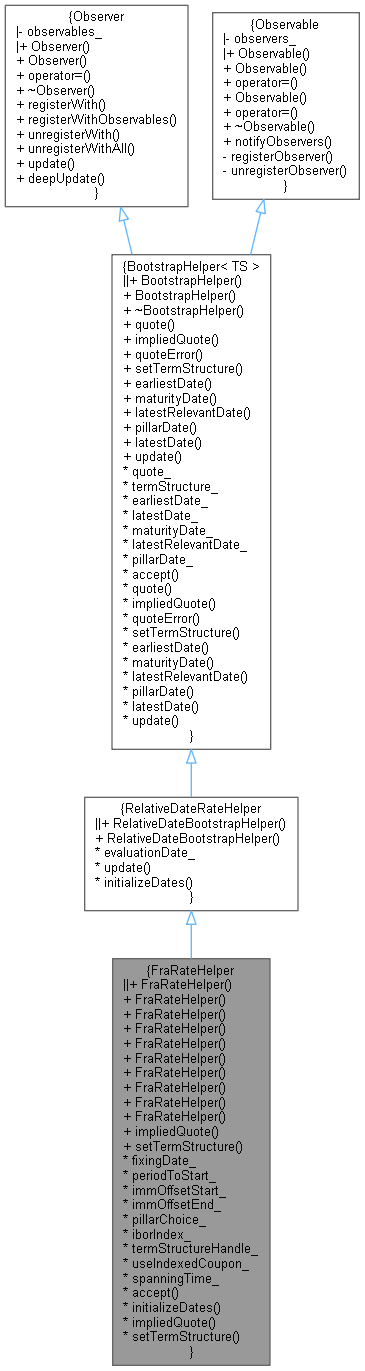 {Observer
|- observables_
|+ Observer()
+ Observer()
+ operator=()
+ ~Observer()
+ registerWith()
+ registerWithObservables()
+ unregisterWith()
+ unregisterWithAll()
+ update()
+ deepUpdate()
}
{Observable
|- observers_
|+ Observable()
+ Observable()
+ operator=()
+ Observable()
+ operator=()
+ ~Observable()
+ notifyObservers()
- registerObserver()
- unregisterObserver()
}
{BootstrapHelper< TS >
||+ BootstrapHelper()
+ BootstrapHelper()
+ ~BootstrapHelper()
+ quote()
+ impliedQuote()
+ quoteError()
+ setTermStructure()
+ earliestDate()
+ maturityDate()
+ latestRelevantDate()
+ pillarDate()
+ latestDate()
+ update()
* quote_
* termStructure_
* earliestDate_
* latestDate_
* maturityDate_
* latestRelevantDate_
* pillarDate_
* accept()
* quote()
* impliedQuote()
* quoteError()
* setTermStructure()
* earliestDate()
* maturityDate()
* latestRelevantDate()
* pillarDate()
* latestDate()
* update()
}
{RelativeDateRateHelper
||+ RelativeDateBootstrapHelper()
+ RelativeDateBootstrapHelper()
* evaluationDate_
* update()
* initializeDates()
}
{FraRateHelper
||+ FraRateHelper()
+ FraRateHelper()
+ FraRateHelper()
+ FraRateHelper()
+ FraRateHelper()
+ FraRateHelper()
+ FraRateHelper()
+ FraRateHelper()
+ FraRateHelper()
+ FraRateHelper()
+ impliedQuote()
+ setTermStructure()
* fixingDate_
* periodToStart_
* immOffsetStart_
* immOffsetEnd_
* pillarChoice_
* iborIndex_
* termStructureHandle_
* useIndexedCoupon_
* spanningTime_
* accept()
* initializeDates()
* impliedQuote()
* setTermStructure()
}